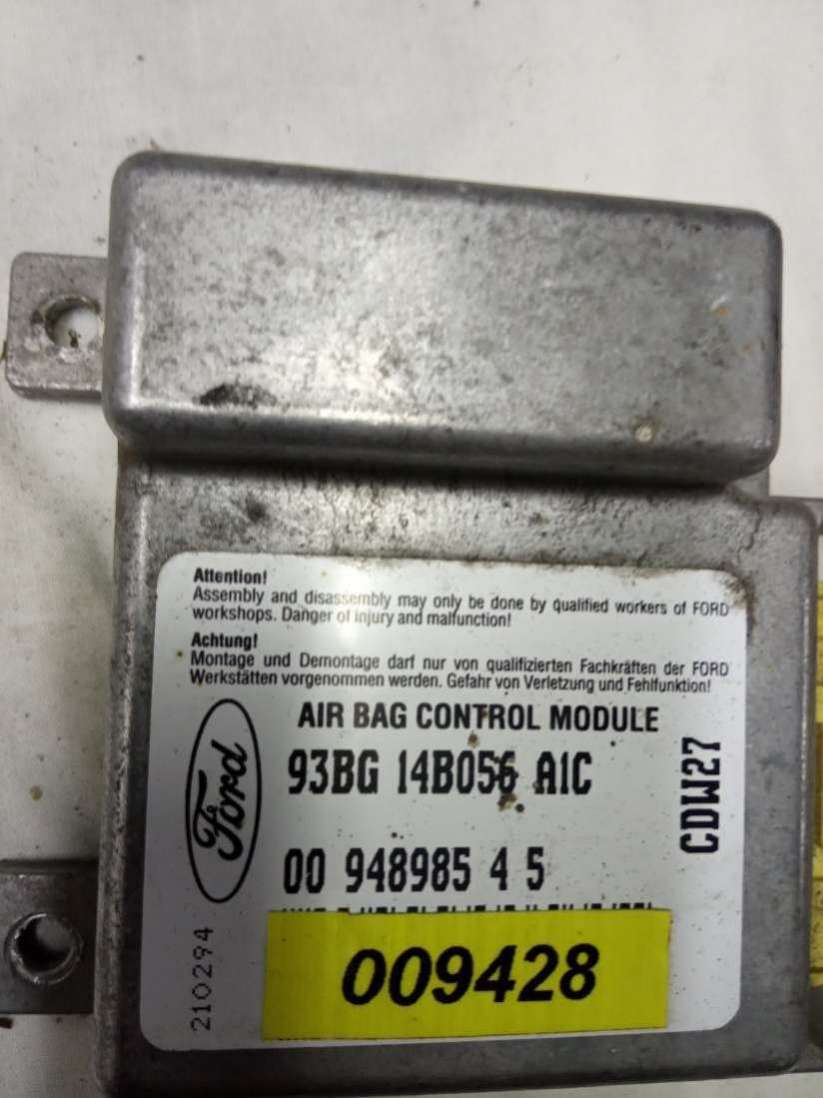 Attention!
Assembly and disassembly may only be done by qualified workers of FORD
workshops. Danger of injury and malfunction!
Achtung!
Montage und Demontage darf nur von qualifizierten Fachkräften der FORD
Werkstätten vorgenommen werden. Gefahr von Verletzung und Fehlfunktion!
AIR BAG CONTROL MODULE
Ford
93BG 14B056 A1C
CDW27
00 948985 4 5
210294
009428